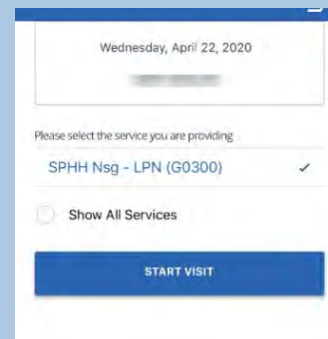 Wednesday, April 22, 2020
Please select the service you are providing
SPHH Nsg - LPN (G0300)
Show All Services
START VISIT